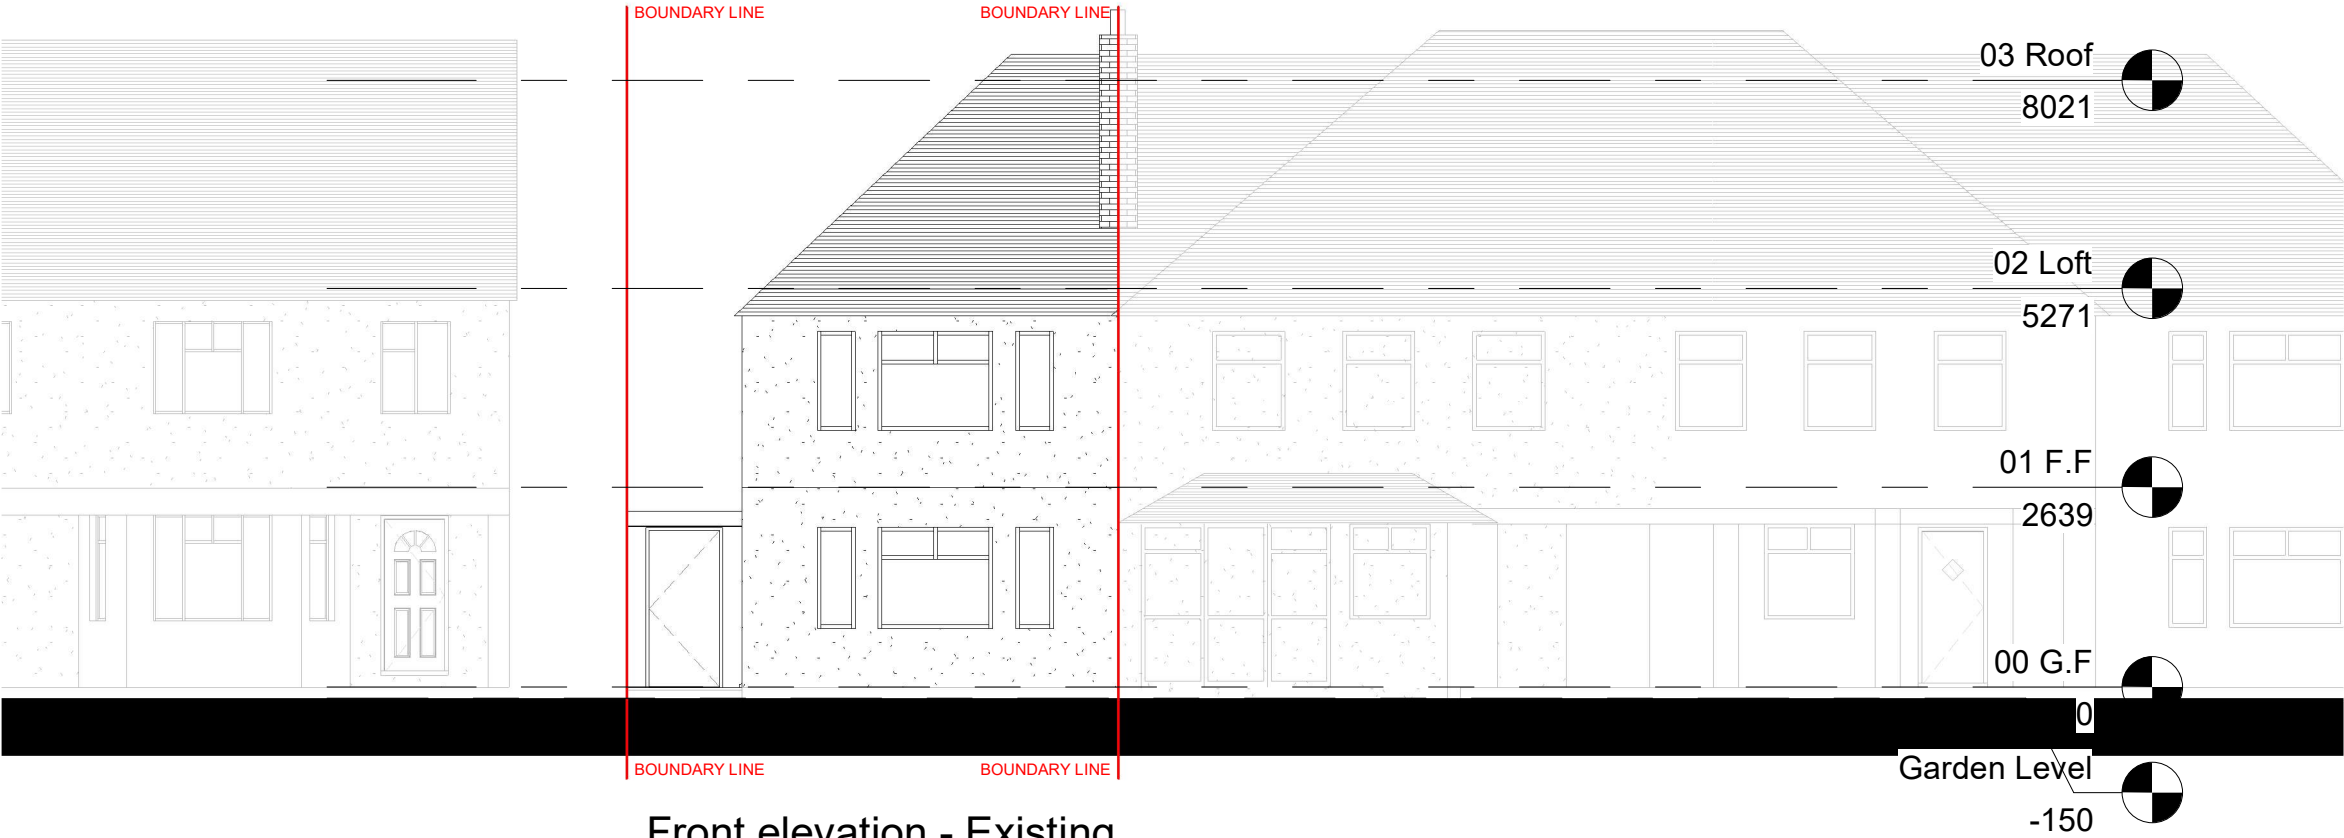 BOUNDARY LINE
BOUNDARY LINE
03 Roof
8021
02 Loft
5271
01 F.F
2639
00 G.F
0
BOUNDARY LINE
BOUNDARY LINE
Garden Level
-150
Front elevation - Existing